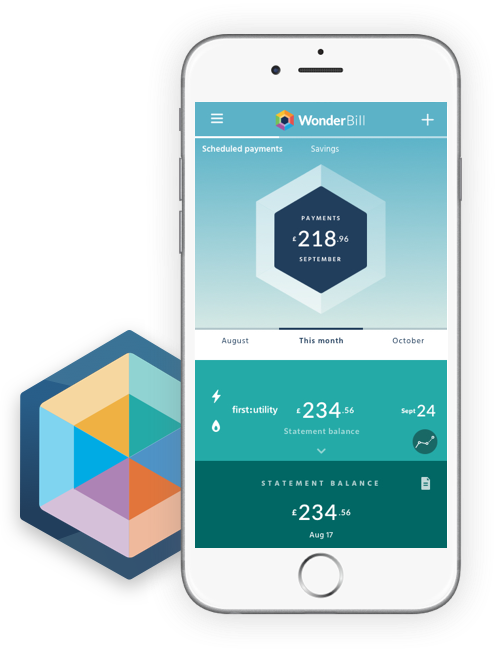 WonderBill
Scheduled payments Savings
PAYMENTS
£218.96
SEPTEMBER
August This month October
first:utility £234.56 Sept 24
Statement balance
STATEMENT BALANCE
£234.56
Aug 17